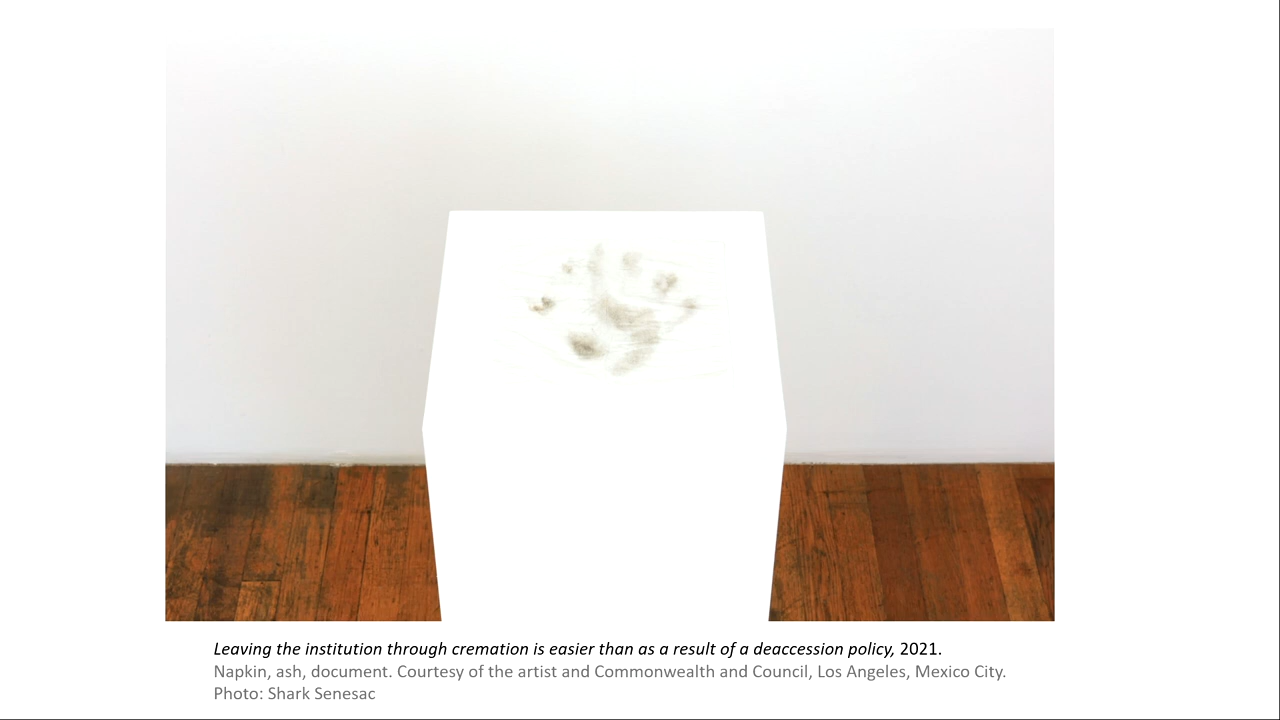 Leaving the institution through cremation is easier than as a result of a deaccession policy, 2021.
Napkin, ash, document. Courtesy of the artist and Commonwealth and Council, Los Angeles, Mexico City.
Photo: Shark Senesac